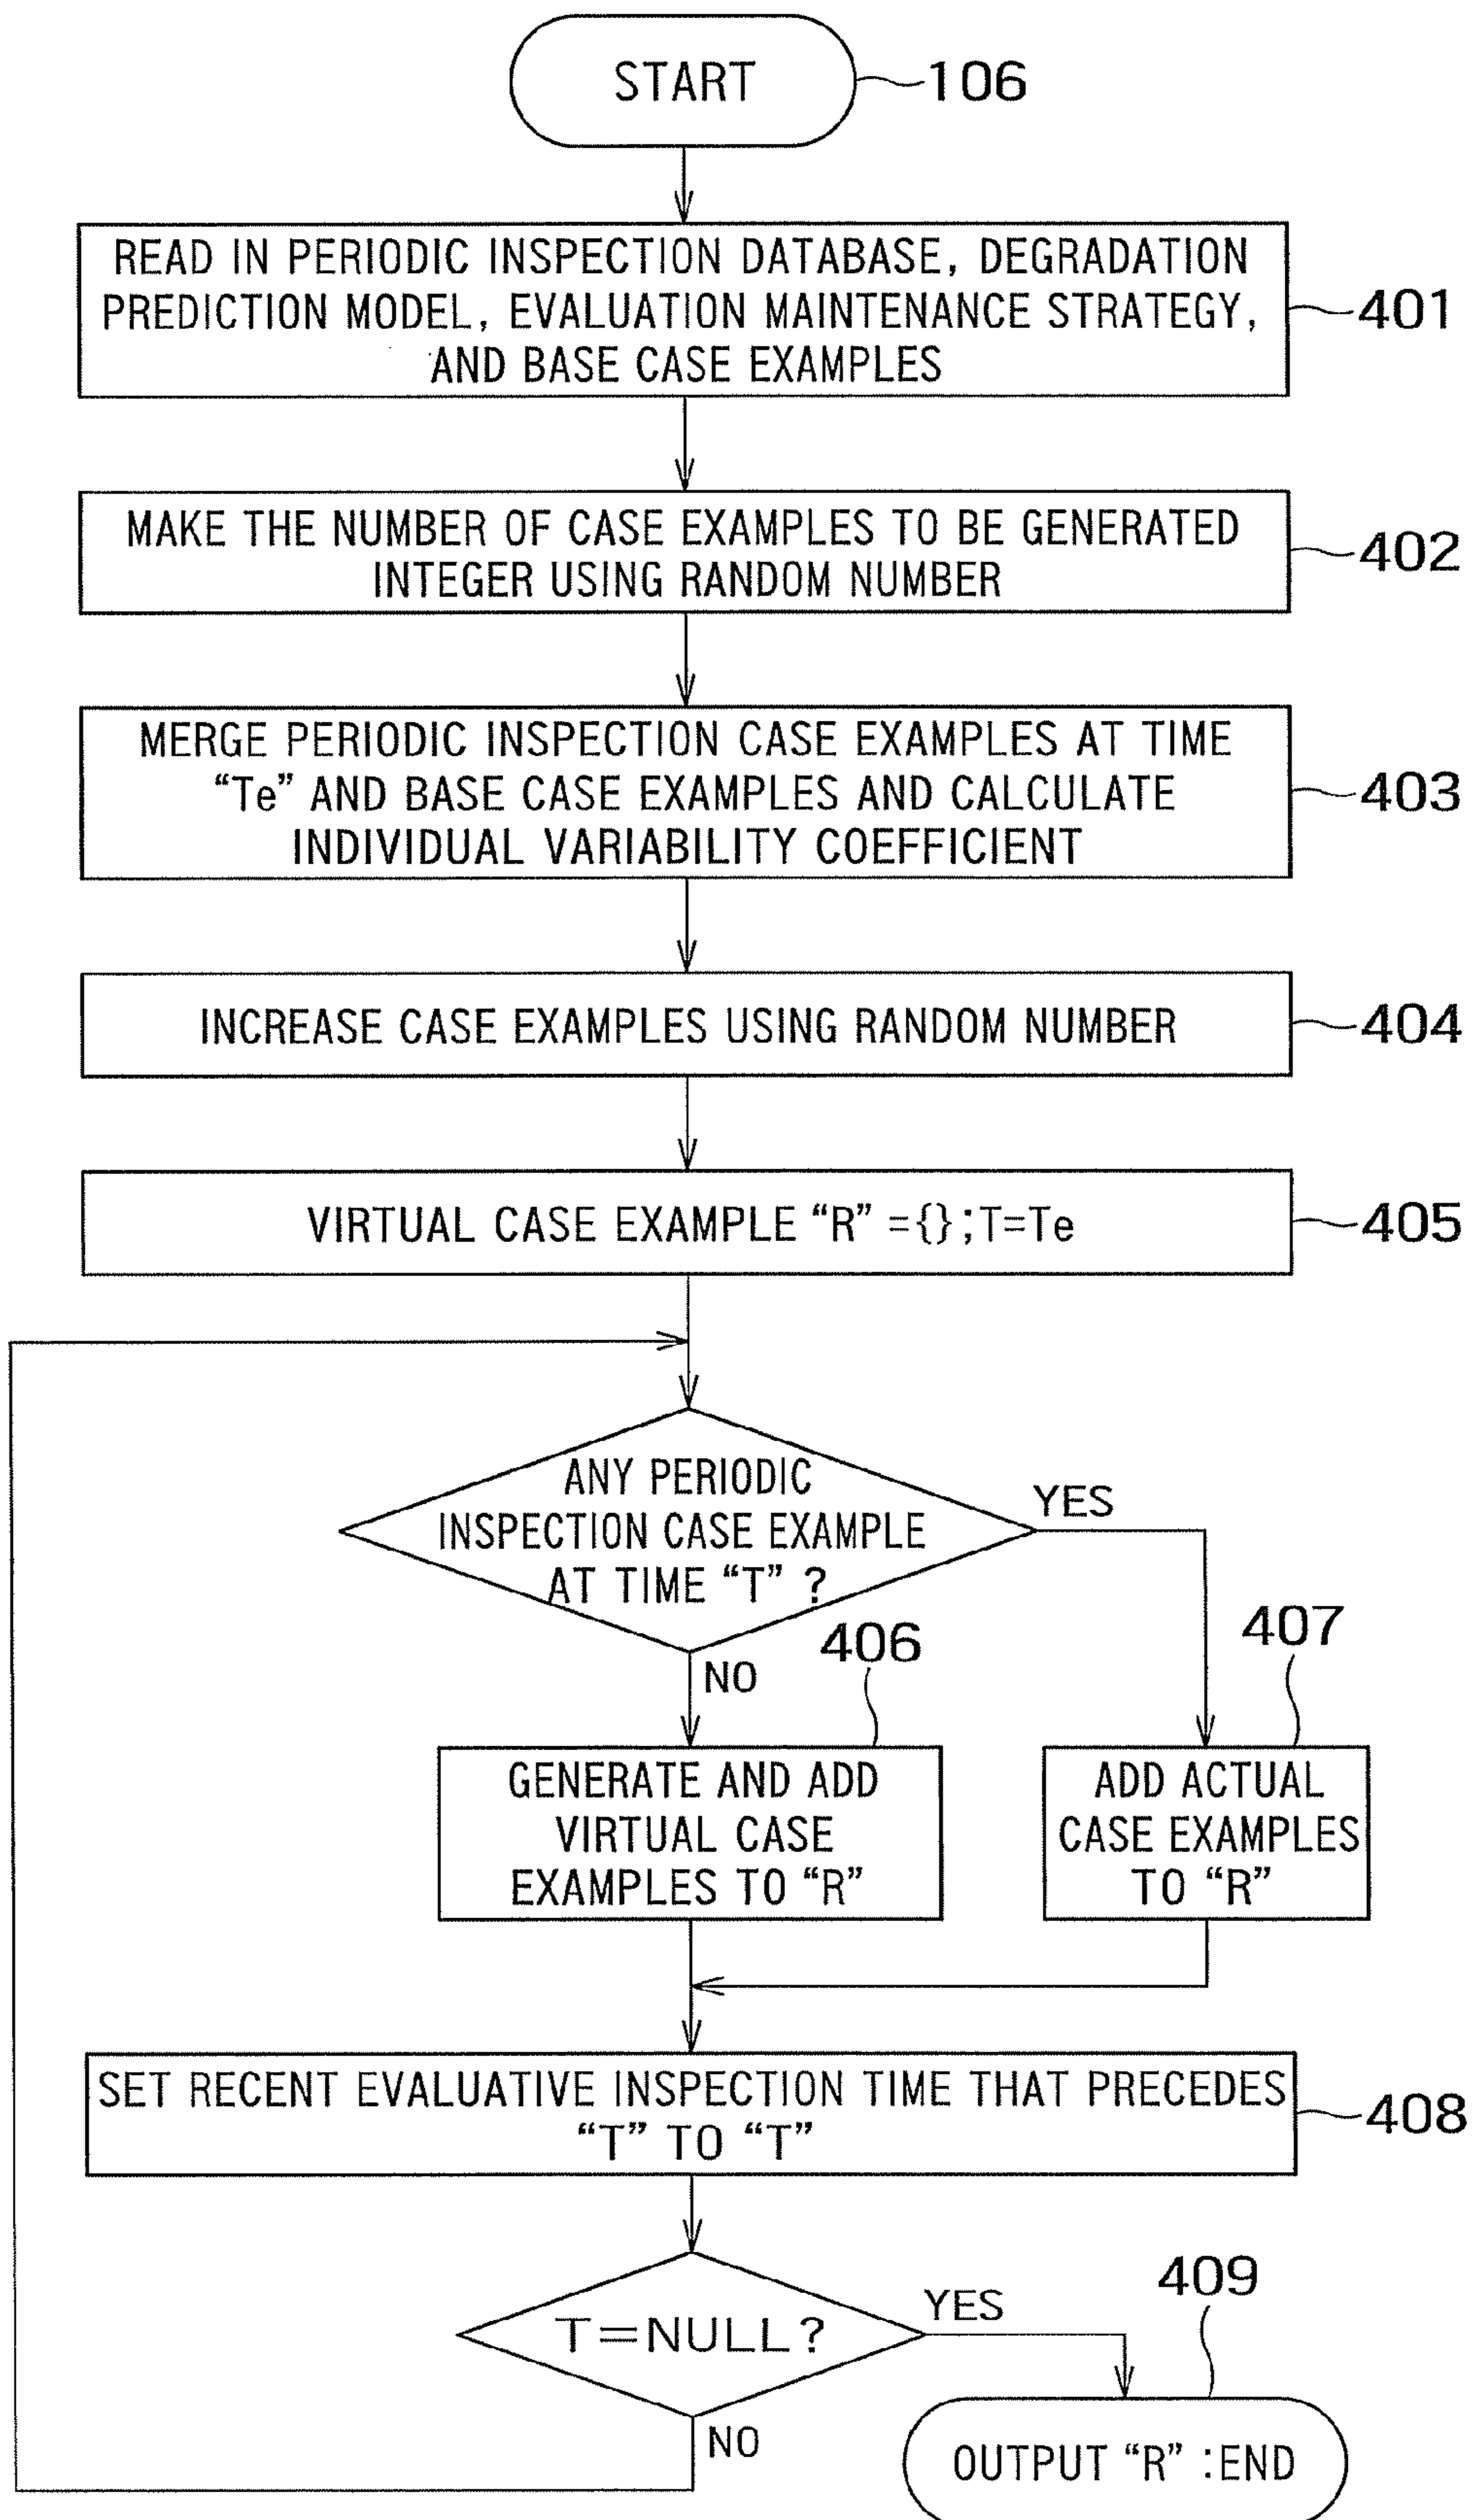 START
106
READ IN PERIODIC INSPECTION DATABASE, DEGRADATION
PREDICTION MODEL, EVALUATION MAINTENANCE STRATEGY,
AND BASE CASE EXAMPLES
401
MAKE THE NUMBER OF CASE EXAMPLES TO BE GENERATED
INTEGER USING RANDOM NUMBER
402
MERGE PERIODIC INSPECTION CASE EXAMPLES AT TIME
“Te” AND BASE CASE EXAMPLES AND CALCULATE
INDIVIDUAL VARIABILITY COEFFICIENT
403
INCREASE CASE EXAMPLES USING RANDOM NUMBER
404
VIRTUAL CASE EXAMPLE “R” ={};T=Te
405
ANY PERIODIC
INSPECTION CASE EXAMPLE
AT TIME “T” ?
YES
NO
406
407
GENERATE AND ADD
VIRTUAL CASE
EXAMPLES TO “R”
ADD ACTUAL
CASE EXAMPLES
TO “R”
SET RECENT EVALUATIVE INSPECTION TIME THAT PRECEDES
“T” TO “T”
408
T=NULL?
YES
409
NO
OUTPUT “R” :END